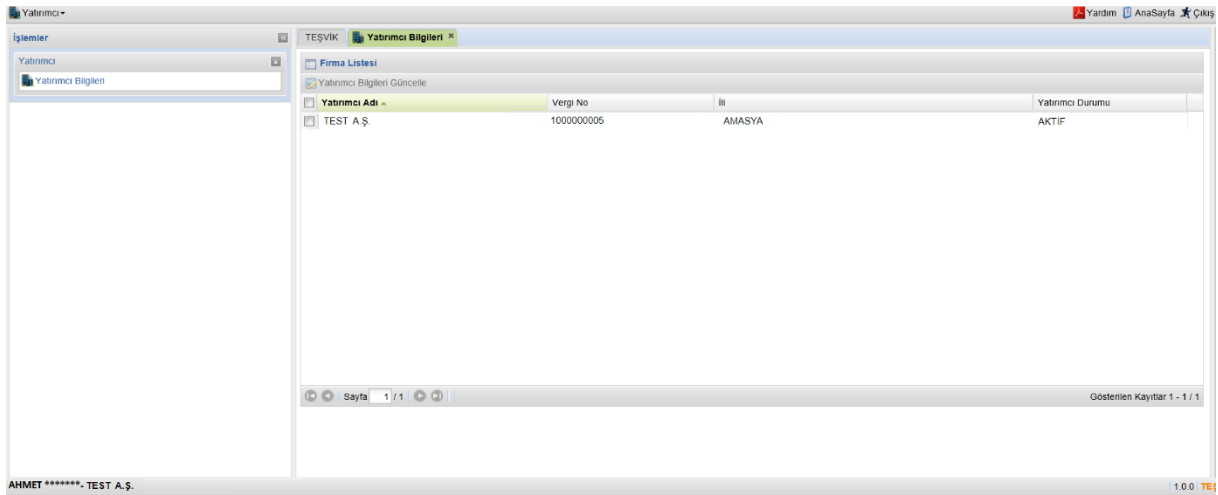 Yatırımcı
Yardım AnaSayfa Çıkış
İşlemler
Yatırımcı
Yatırımcı Bilgileri
TEŞVİK Yatırımcı Bilgileri
Firma Listesi
Yatırımcı Bilgileri Güncelle
Yatırımcı Adı Vergi No İli Yatırımcı Durumu
TEST A.Ş. 1000000005 AMASYA AKTİF
Sayfa 1 / 1
Gösterilen Kayıtlar 1 - 1 / 1
AHMET *******- TEST A.Ş.
1.0.0 TEŞ